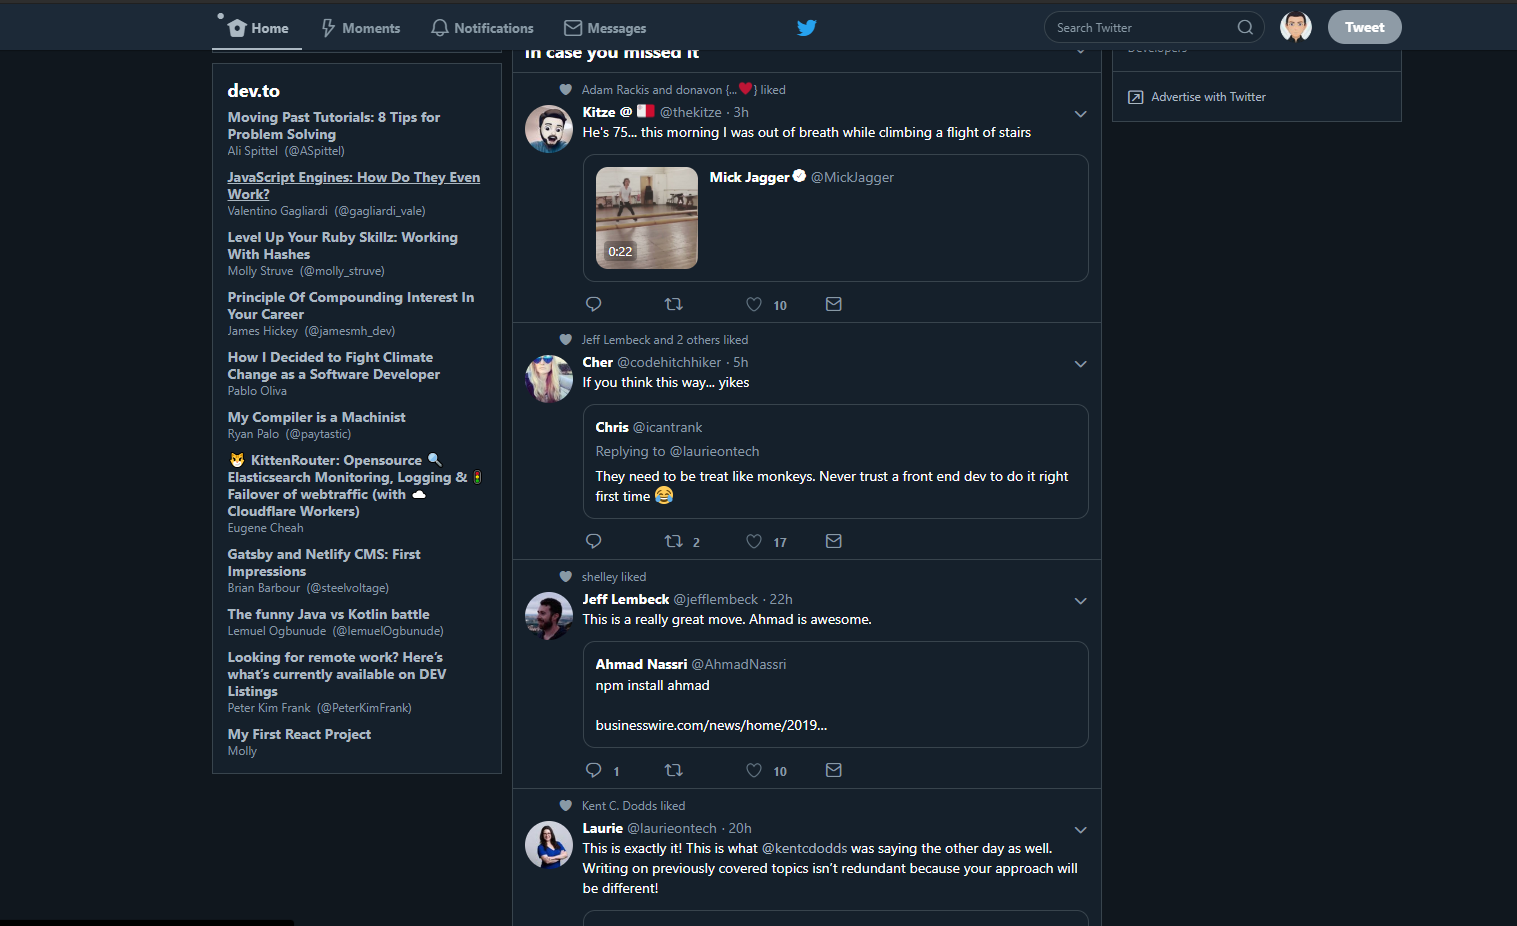 Home
Moments
Notifications
Messages
Search Twitter
Tweet
dev.to
Moving Past Tutorials: 8 Tips for
Problem Solving
Ali Spittel (@ASpittel)
JavaScript Engines: How Do They Even
Work?
Valentino Gagliardi (@gagliardi_vale)
Level Up Your Ruby Skillz: Working
With Hashes
Molly Struve (@molly_struve)
Principle Of Compounding Interest In
Your Career
James Hickey (@jamesmh_dev)
How I Decided to Fight Climate
Change as a Software Developer
Pablo Oliva
My Compiler is a Machinist
Ryan Palo (@paytastic)
🐯 KittenRouter: Opensource 🔍
Elasticsearch Monitoring, Logging & 🚦
Failover of webtraffic (with ☁️
Cloudflare Workers)
Eugene Cheah
Gatsby and Netlify CMS: First
Impressions
Brian Barbour (@steelvoltage)
The funny Java vs Kotlin battle
Lemuel Ogbunude (@lemuelOgbunude)
Looking for remote work? Here’s
what’s currently available on DEV
Listings
Peter Kim Frank (@PeterKimFrank)
My First React Project
Molly
In case you missed it
Adam Rackis and donavon {...❤️} liked
Kitze @ 🇲🇹 @thekitze · 3h
He's 75... this morning I was out of breath while climbing a flight of stairs
Mick Jagger @MickJagger
0:22
10
Jeff Lembeck and 2 others liked
Cher @codehitchhiker · 5h
If you think this way... yikes
Chris @icantrank
Replying to @laurieontech
They need to be treat like monkeys. Never trust a front end dev to do it right
first time 😂
2 17
shelley liked
Jeff Lembeck @jefflembeck · 22h
This is a really great move. Ahmad is awesome.
Ahmad Nassri @AhmadNassri
npm install ahmad
businesswire.com/news/home/2019...
1 10
Kent C. Dodds liked
Laurie @laurieontech · 20h
This is exactly it! This is what @kentcdodds was saying the other day as well.
Writing on previously covered topics isn’t redundant because your approach will
be different!
Developers
Advertise with Twitter